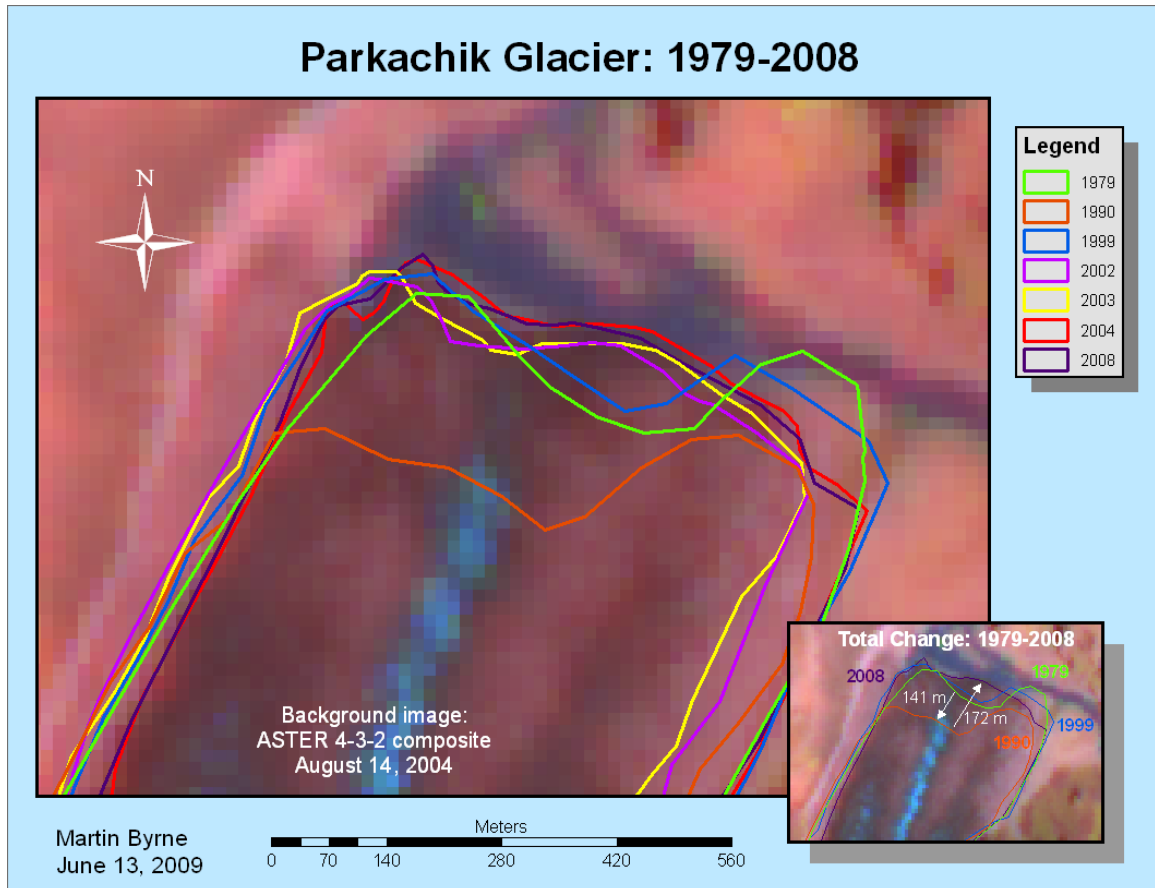 Parkachik Glacier: 1979-2008
N
Legend
1979
1990
1999
2002
2003
2004
2008
Background image:
ASTER 4-3-2 composite
August 14, 2004
Total Change: 1979-2008
2008
1979
141 m
172 m
1999
1990
Martin Byrne
June 13, 2009
Meters
0 70 140 280 420 560